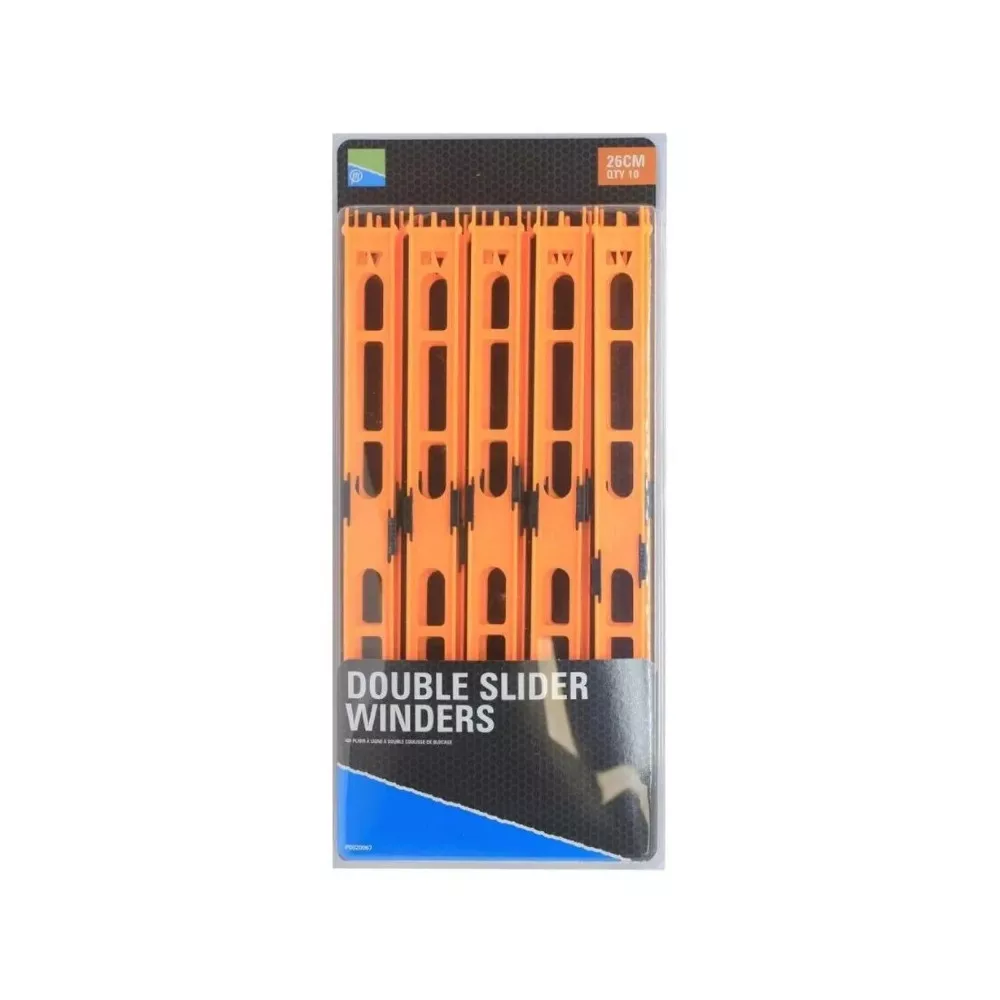 26CM
QTY 10
DOUBLE SLIDER
WINDERS